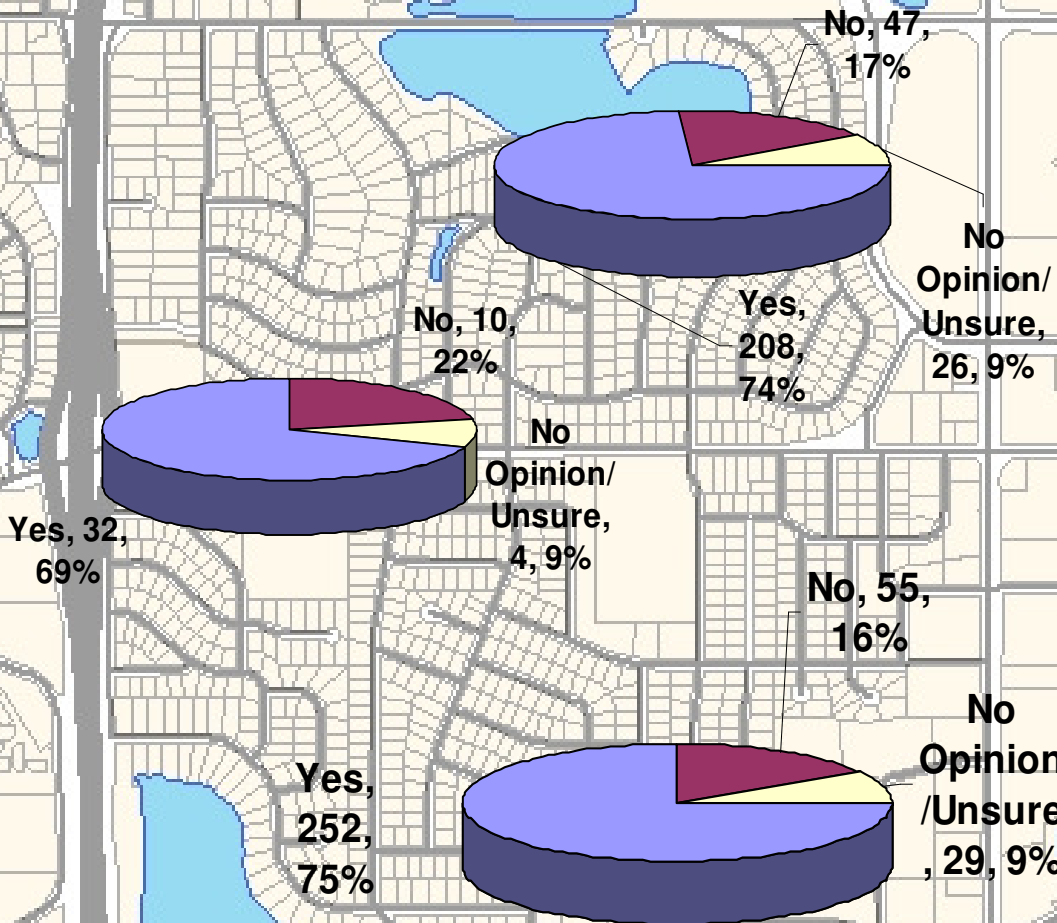 No, 47,
17%
No
Opinion/
Unsure,
26, 9%
Yes,
208,
74%
No, 10,
22%
No
Opinion/
Unsure,
4, 9%
Yes, 32,
69%
No, 55,
16%
No
Opinion
/Unsure
, 29, 9%
Yes,
252,
75%